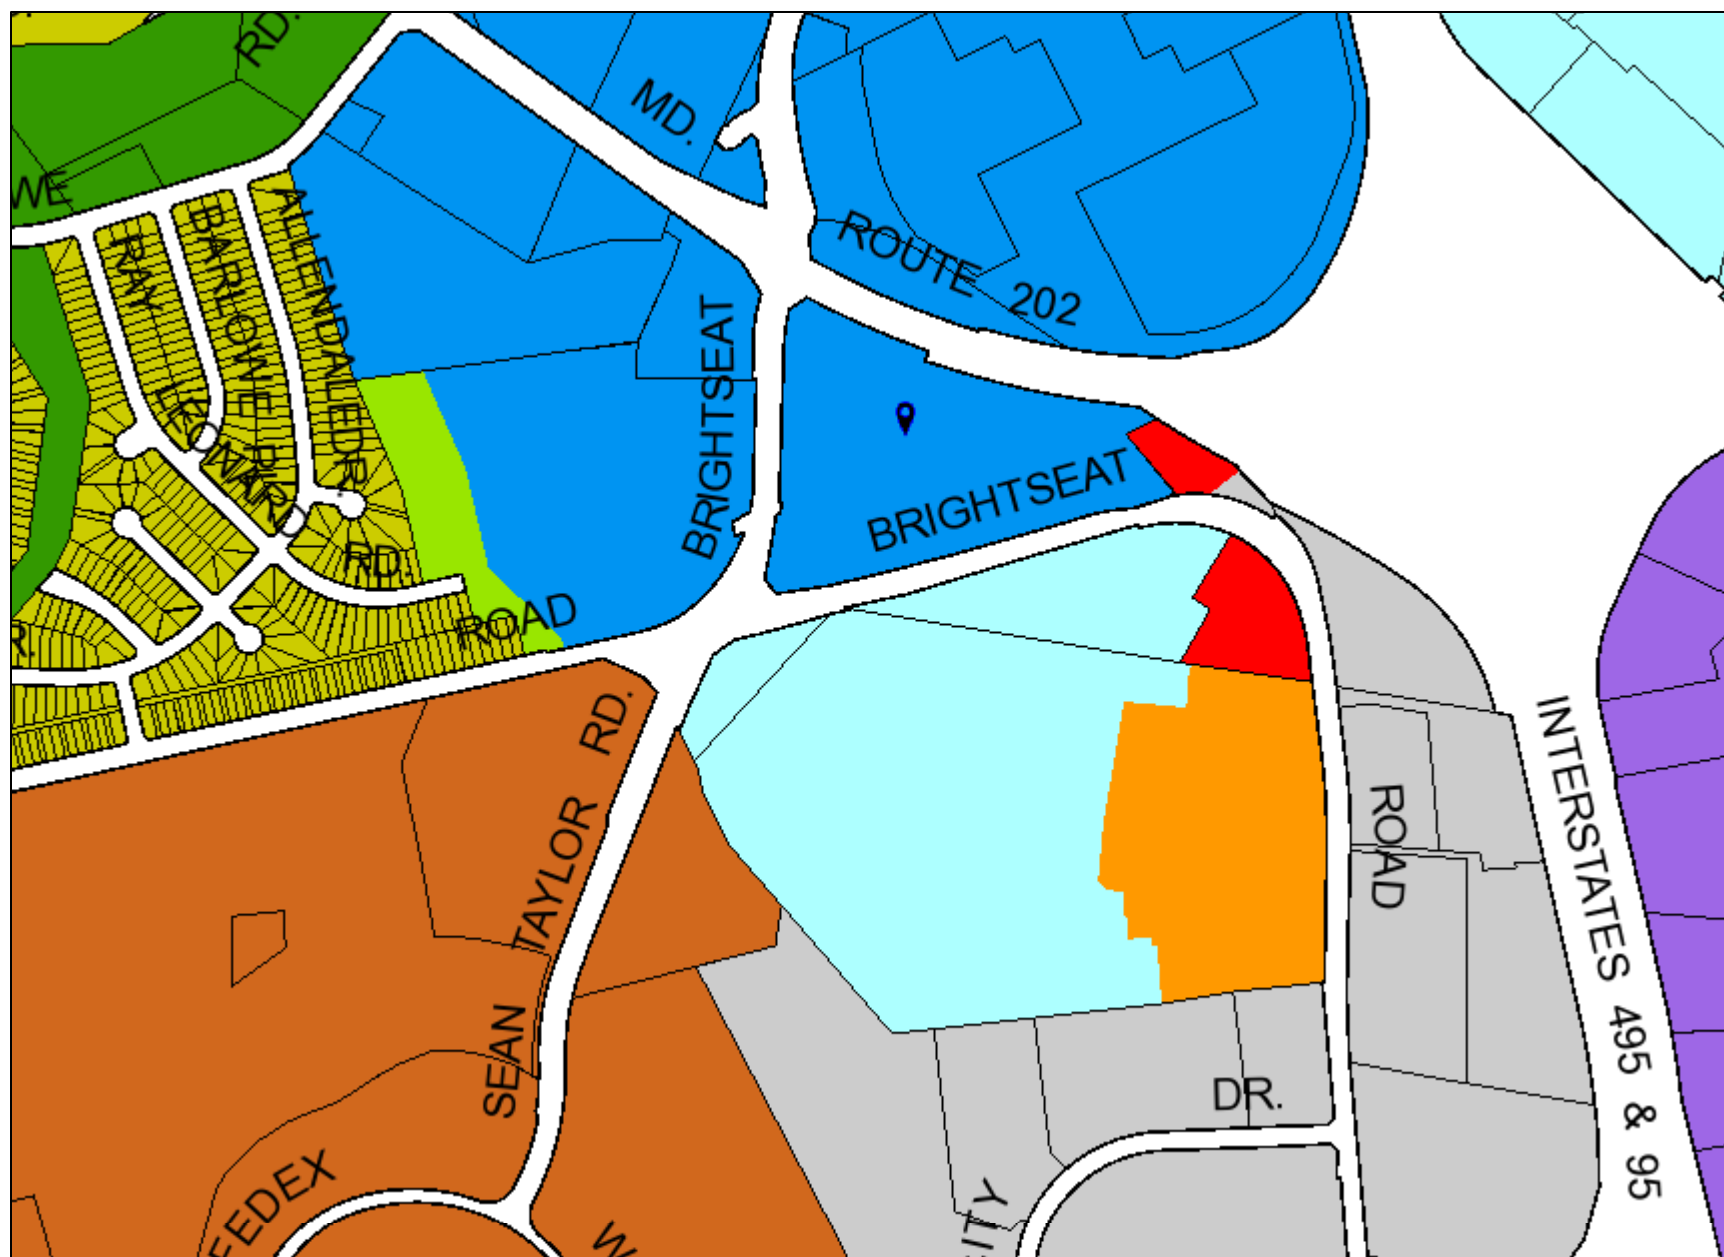 RD.
MD.
WE
ALLENDALE DR.
BARLOWE RD.
RAY
LEONARD
RD.
ROUTE 202
BRIGHTSEAT
BRIGHTSEAT
ROAD
R.
RD.
TAYLOR
SEAN
ROAD
INTERSTATES 495 & 95
DR.
FEDEX
W
CITY